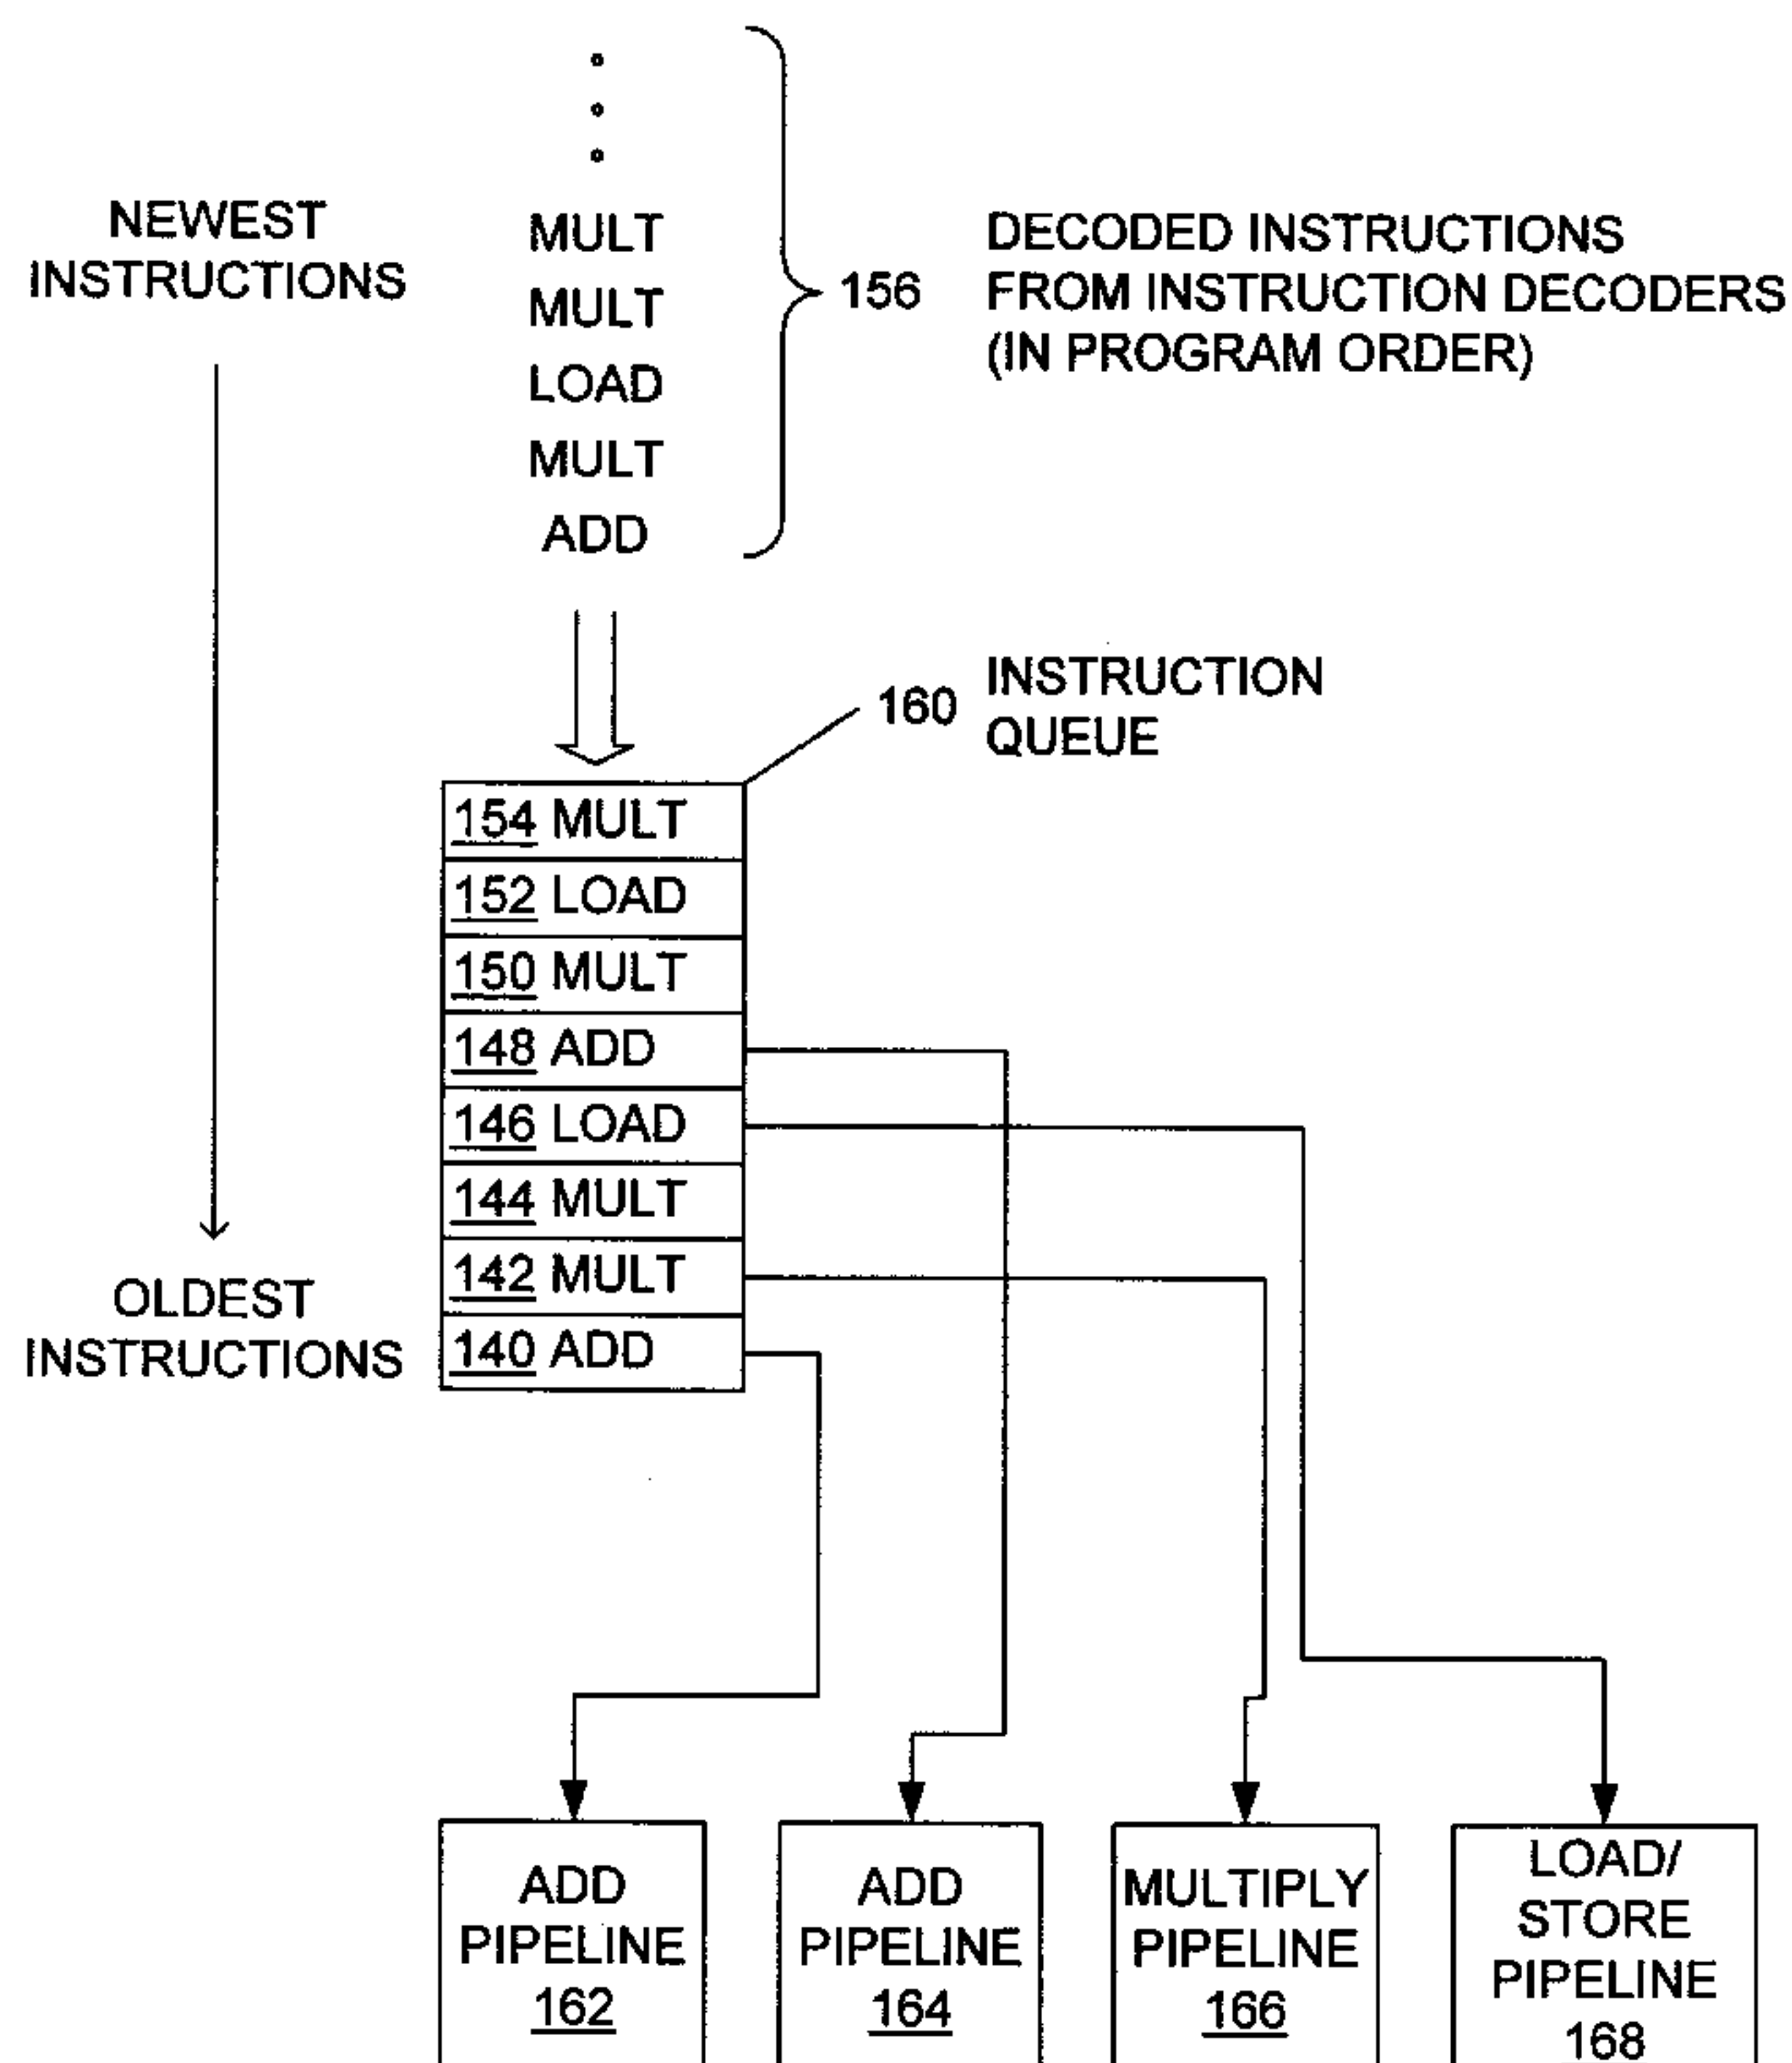 NEWEST
INSTRUCTIONS
MULT
MULT
LOAD
MULT
ADD
156
DECODED INSTRUCTIONS
FROM INSTRUCTION DECODERS
(IN PROGRAM ORDER)
160
INSTRUCTION
QUEUE
154 MULT
152 LOAD
150 MULT
148 ADD
146 LOAD
144 MULT
142 MULT
140 ADD
OLDEST
INSTRUCTIONS
ADD
PIPELINE
162
ADD
PIPELINE
164
MULTIPLY
PIPELINE
166
LOAD/
STORE
PIPELINE
168